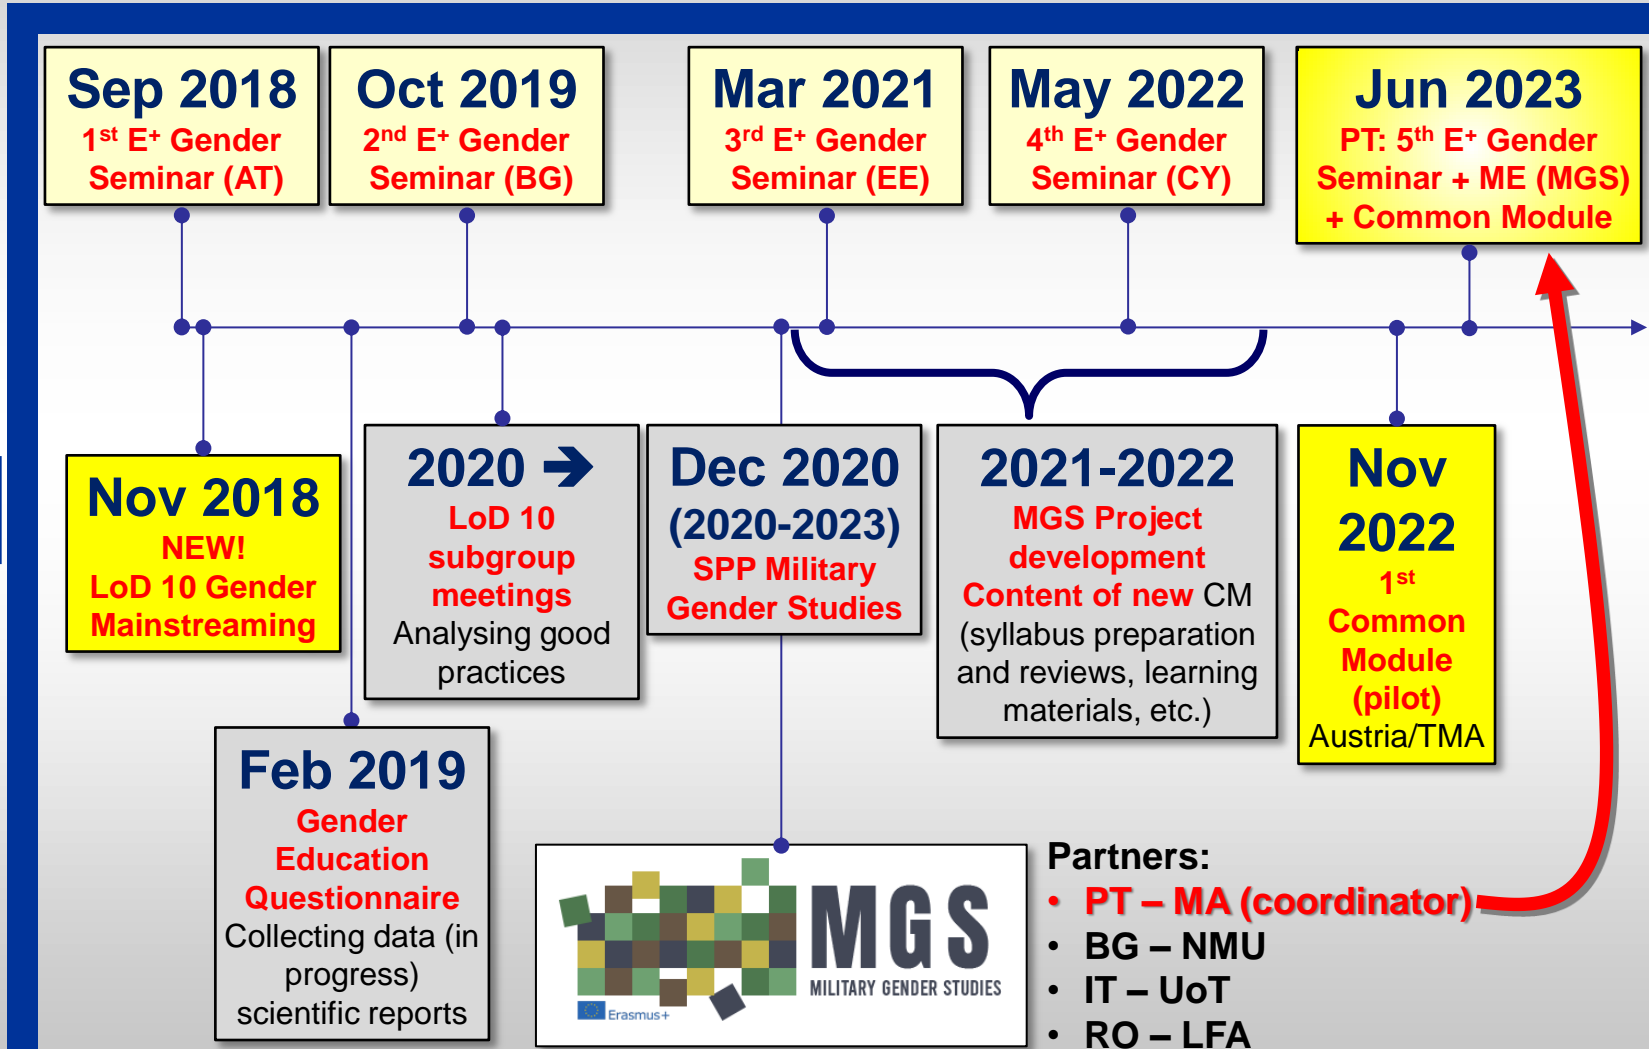 Sep 2018
1st E+ Gender
Seminar (AT)
Oct 2019
2nd E+ Gender
Seminar (BG)
Mar 2021
3rd E+ Gender
Seminar (EE)
May 2022
4th E+ Gender
Seminar (CY)
Jun 2023
PT: 5th E+ Gender
Seminar + ME (MGS)
+ Common Module
Nov 2018
NEW!
LoD 10 Gender
Mainstreaming
2020 ➔
LoD 10
subgroup
meetings
Analysing good
practices
Dec 2020
(2020-2023)
SPP Military
Gender Studies
2021-2022
MGS Project
development
Content of new CM
(syllabus preparation
and reviews, learning
materials, etc.)
Nov
2022
1st
Common
Module
(pilot)
Austria/TMA
Feb 2019
Gender
Education
Questionnaire
Collecting data (in
progress)
scientific reports
MGS
MILITARY GENDER STUDIES
Erasmus+
Partners:
• PT – MA (coordinator)
• BG – NMU
• IT – UoT
• RO – LFA